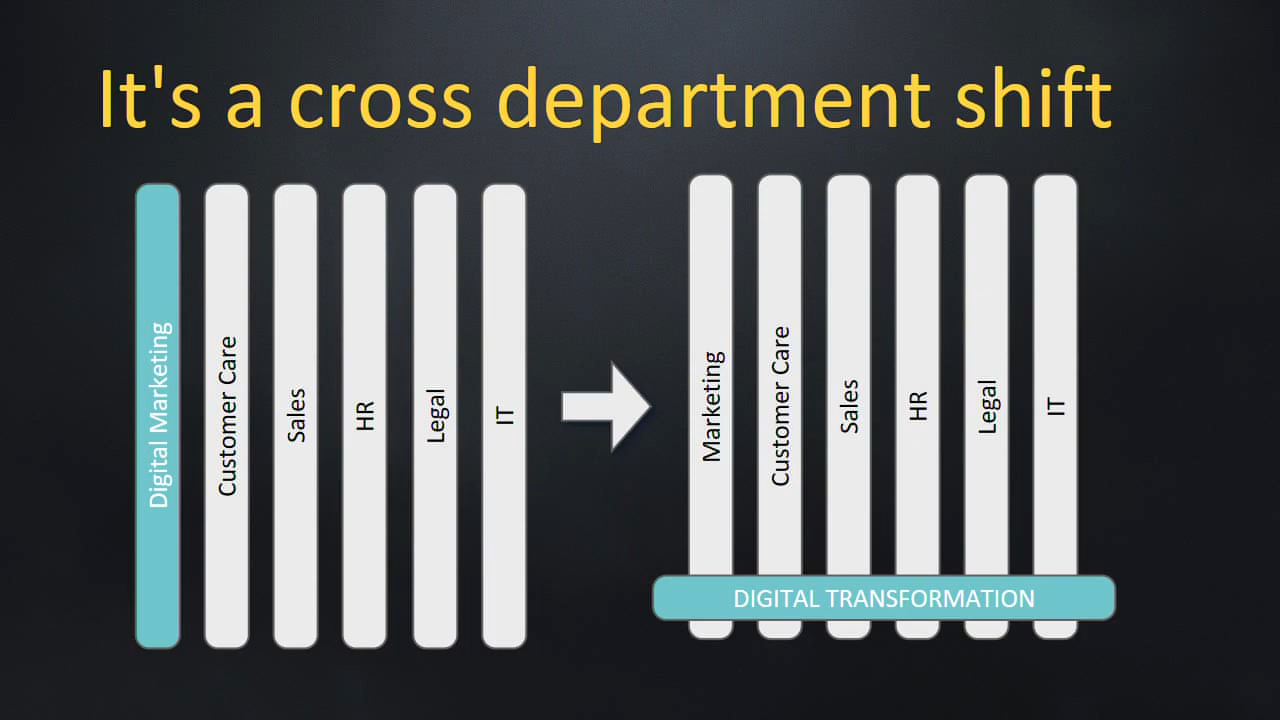 It's a cross department shift
Digital Marketing
Customer Care
Sales
HR
Legal
IT
Marketing
Customer Care
Sales
HR
Legal
IT
DIGITAL TRANSFORMATION